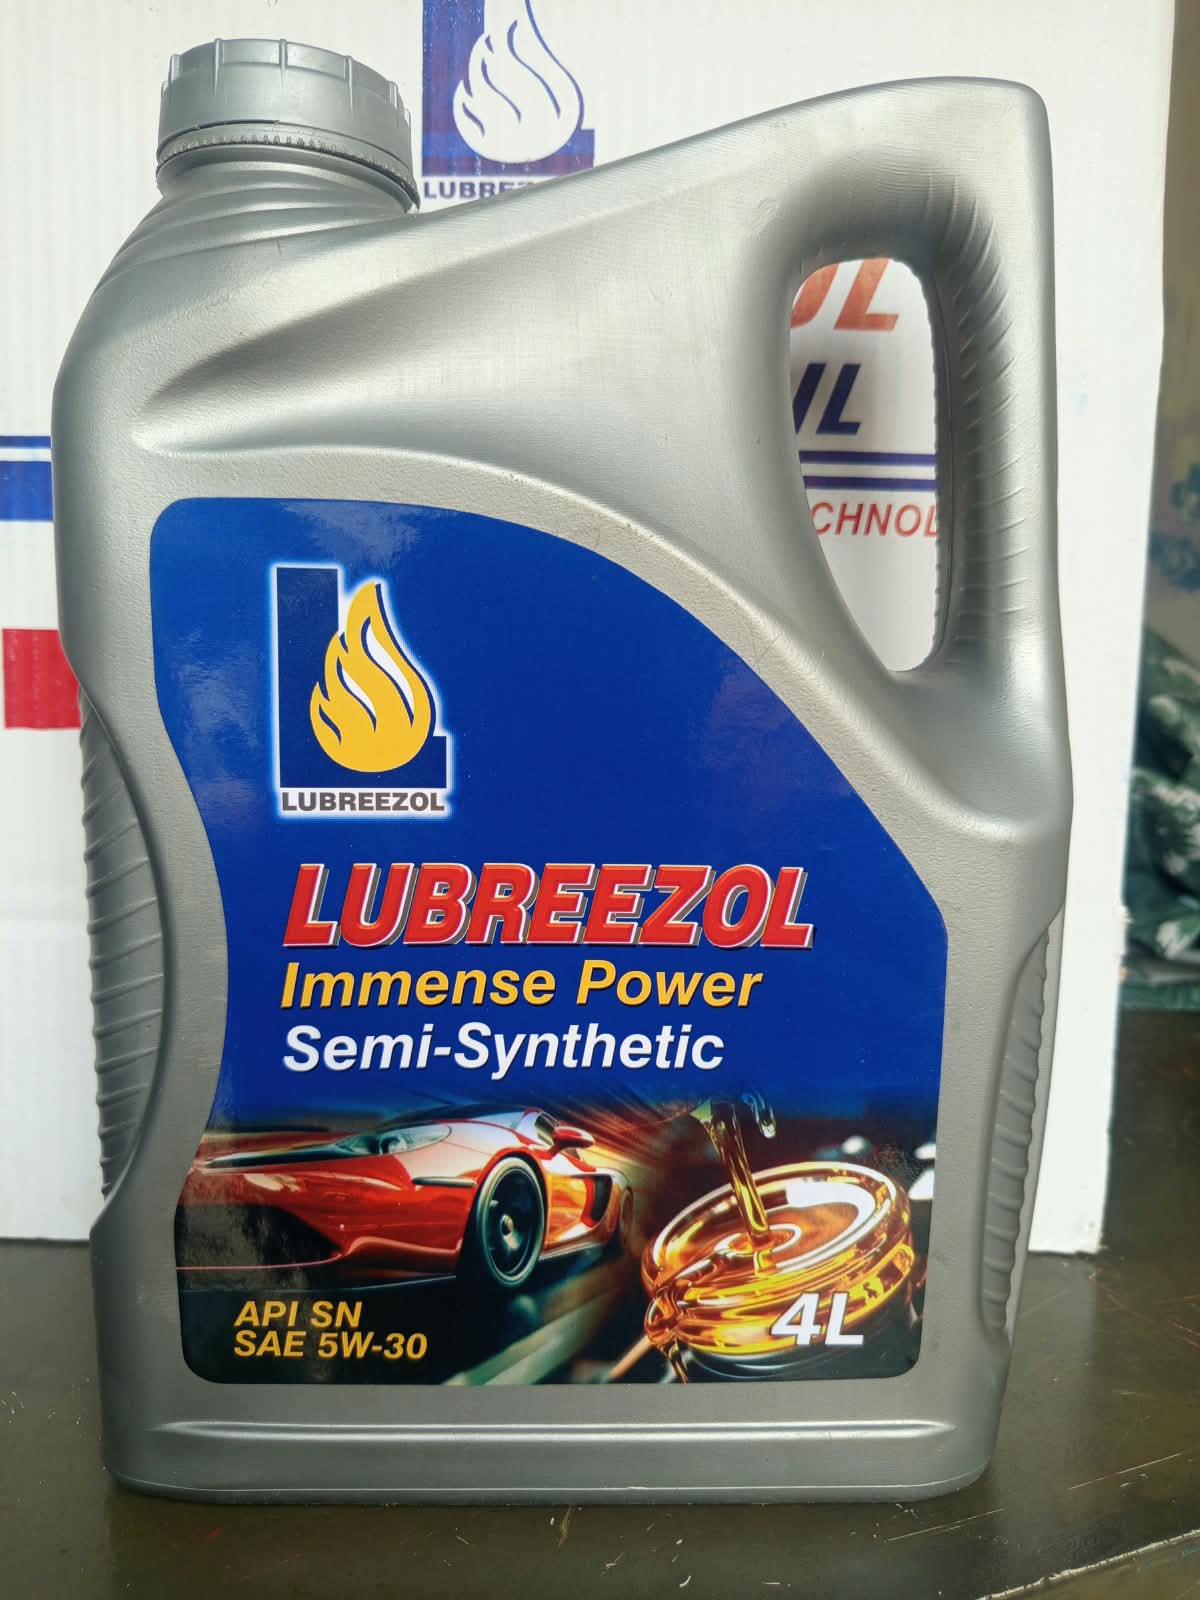 LUBREEZOL
LUBREEZOL
Immense Power
Semi-Synthetic
API SN
SAE 5W-30
4L